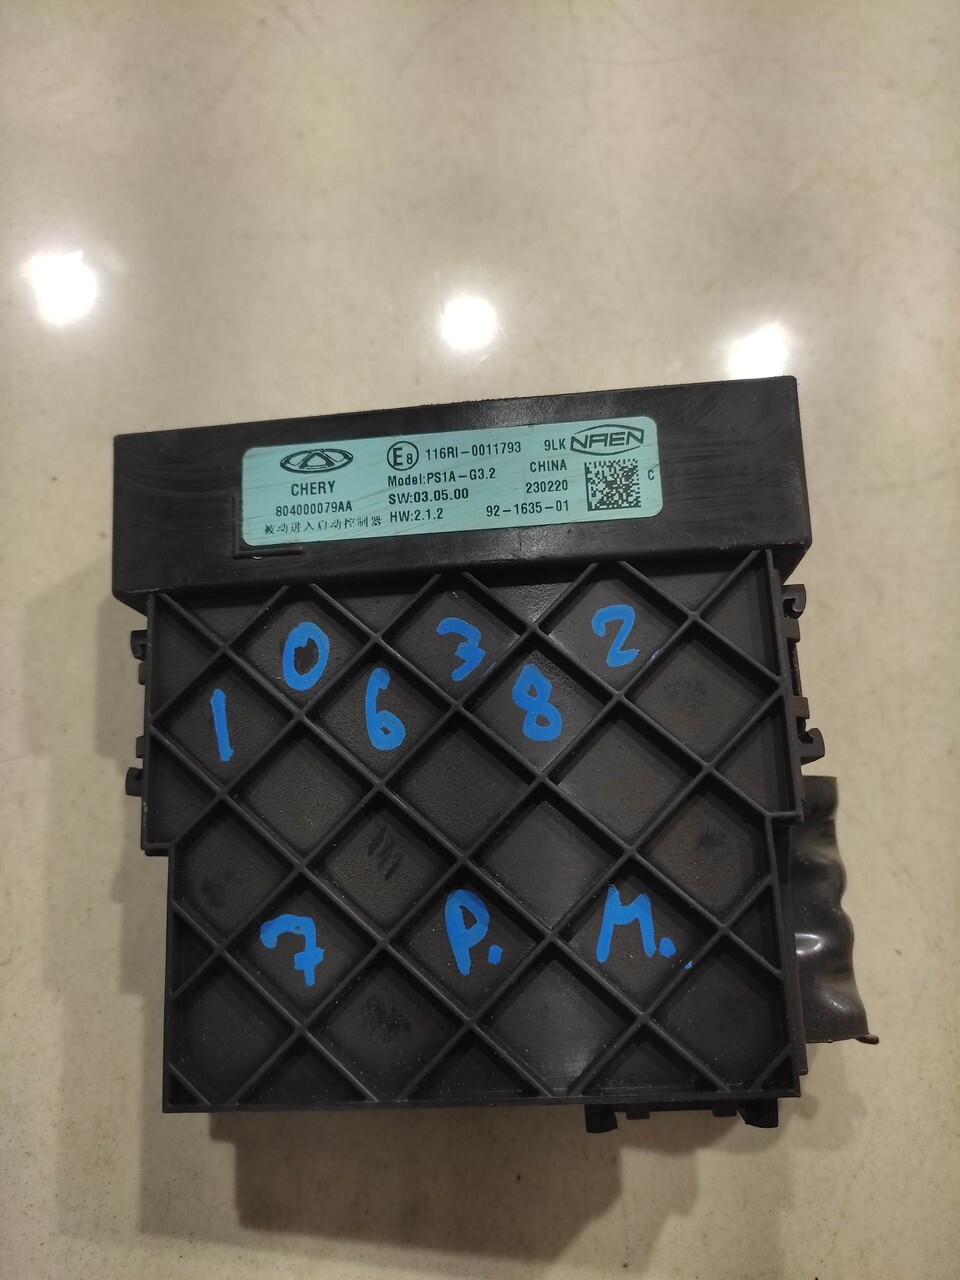 CHERY
804000079AA
被动进入启动控制器
E8 116RI-0011793
Model:PS1A-G3.2
SW:03.05.00
HW:2.1.2
9LK NAEN
CHINA
230220
92-1635-01
C
1 0 6 3 8 2
7 P. M.